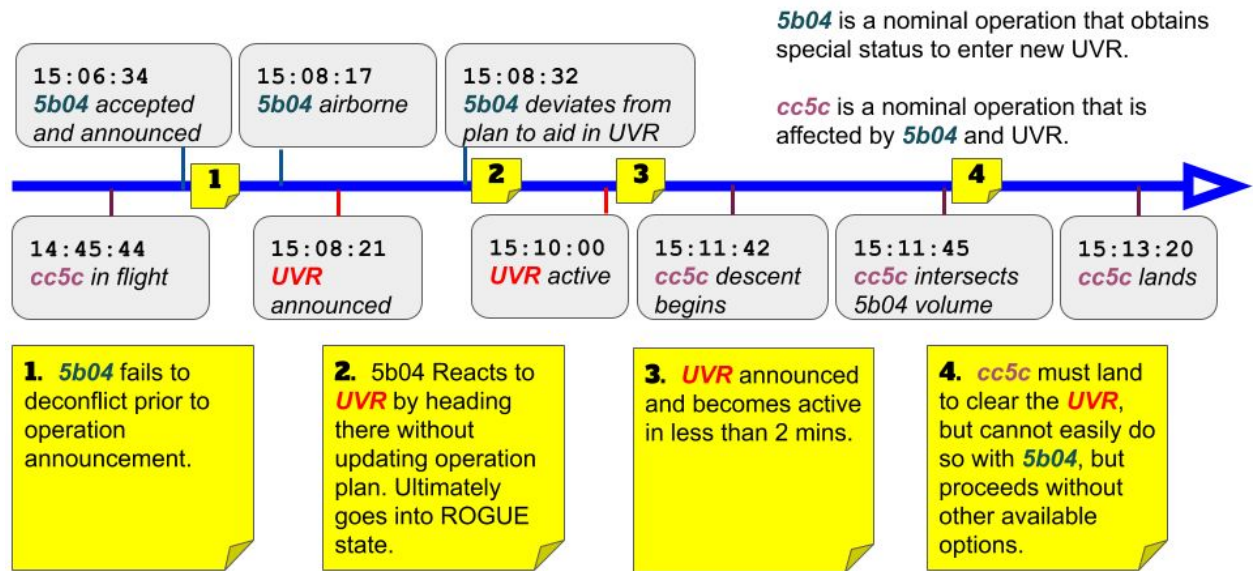 5b04 is a nominal operation that obtains
special status to enter new UVR.
cc5c is a nominal operation that is
affected by 5b04 and UVR.
15:06:34
5b04 accepted
and announced
15:08:17
5b04 airborne
15:08:32
5b04 deviates from
plan to aid in UVR
1
2
3
4
14:45:44
cc5c in flight
15:08:21
UVR
announced
15:10:00
UVR active
15:11:42
cc5c descent
begins
15:11:45
cc5c intersects
5b04 volume
15:13:20
cc5c lands
1. 5b04 fails to
deconflict prior to
operation
announcement.
2. 5b04 Reacts to
UVR by heading
there without
updating operation
plan. Ultimately
goes into ROGUE
state.
3. UVR announced
and becomes active
in less than 2 mins.
4. cc5c must land
to clear the UVR,
but cannot easily do
so with 5b04, but
proceeds without
other available
options.